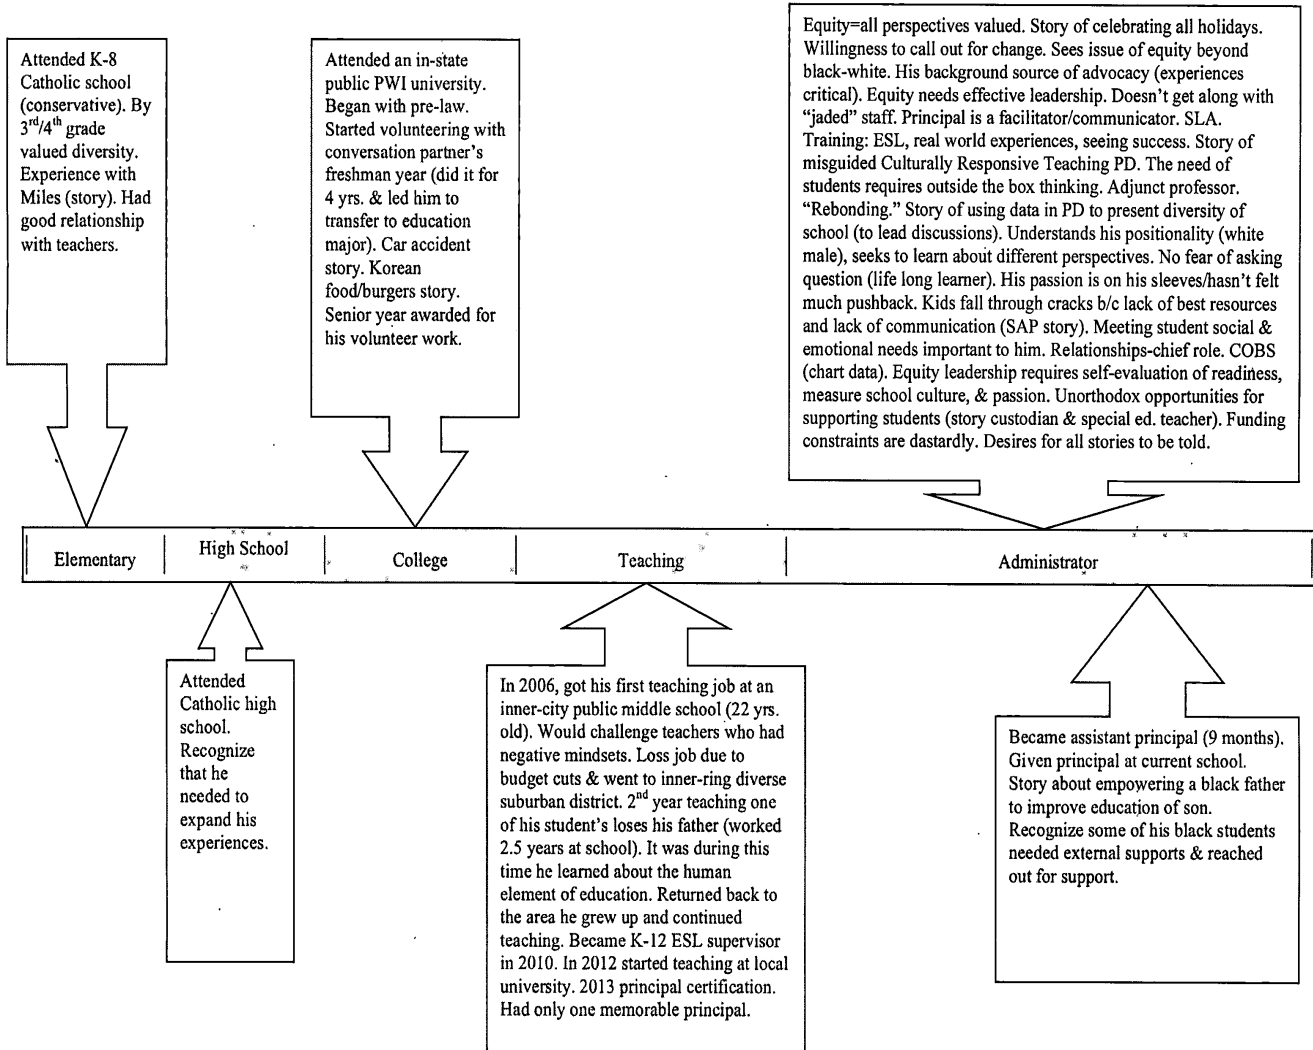 Attended K-8
Catholic school
(conservative). By
3rd/4th grade
valued diversity.
Experience with
Miles (story). Had
good relationship
with teachers.
Attended an in-state
public PWI university.
Began with pre-law.
Started volunteering with
conversation partner's
freshman year (did it for
4 yrs. & led him to
transfer to education
major). Car accident
story. Korean
food/burgers story.
Senior year awarded for
his volunteer work.
Equity=all perspectives valued. Story of celebrating all holidays.
Willingness to call out for change. Sees issue of equity beyond
black-white. His background source of advocacy (experiences
critical). Equity needs effective leadership. Doesn't get along with
“jaded” staff. Principal is a facilitator/communicator. SLA.
Training: ESL, real world experiences, seeing success. Story of
misguided Culturally Responsive Teaching PD. The need of
students requires outside the box thinking. Adjunct professor.
“Rebonding.” Story of using data in PD to present diversity of
school (to lead discussions). Understands his positionality (white
male), seeks to learn about different perspectives. No fear of asking
question (life long learner). His passion is on his sleeves/hasn't felt
much pushback. Kids fall through cracks b/c lack of best resources
and lack of communication (SAP story). Meeting student social &
emotional needs important to him. Relationships-chief role. COBS
(chart data). Equity leadership requires self-evaluation of readiness,
measure school culture, & passion. Unorthodox opportunities for
supporting students (story custodian & special ed. teacher). Funding
constraints are dastardly. Desires for all stories to be told.
Elementary
High School
College
Teaching
Administrator
Attended
Catholic high
school.
Recognize
that he
needed to
expand his
experiences.
In 2006, got his first teaching job at an
inner-city public middle school (22 yrs.
old). Would challenge teachers who had
negative mindsets. Loss job due to
budget cuts & went to inner-ring diverse
suburban district. 2nd year teaching one
of his student's loses his father (worked
2.5 years at school). It was during this
time he learned about the human
element of education. Returned back to
the area he grew up and continued
teaching. Became K-12 ESL supervisor
in 2010. In 2012 started teaching at local
university. 2013 principal certification.
Had only one memorable principal.
Became assistant principal (9 months).
Given principal at current school.
Story about empowering a black father
to improve education of son.
Recognize some of his black students
needed external supports & reached
out for support.